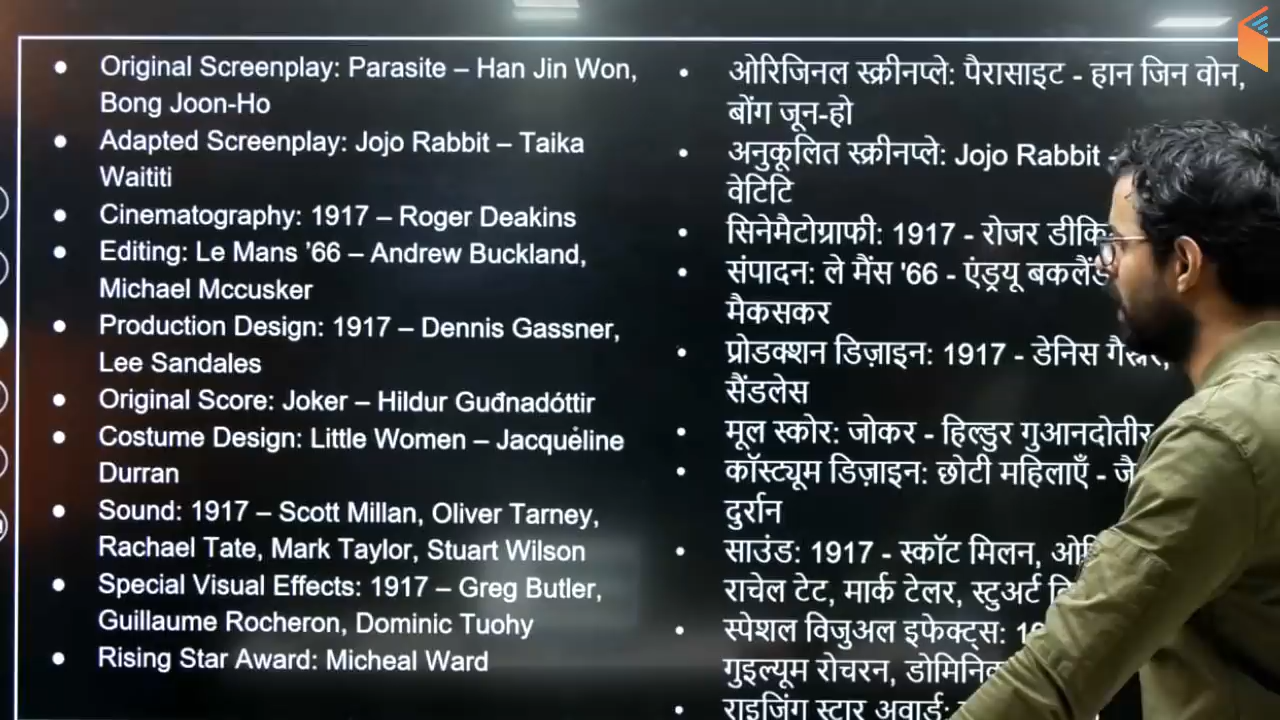 Original Screenplay: Parasite – Han Jin Won,
Bong Joon-Ho
Adapted Screenplay: Jojo Rabbit – Taika
Waititi
Cinematography: 1917 – Roger Deakins
Editing: Le Mans '66 – Andrew Buckland,
Michael Mccusker
Production Design: 1917 – Dennis Gassner,
Lee Sandales
Original Score: Joker – Hildur Guđnadóttir
Costume Design: Little Women – Jacqueline
Durran
Sound: 1917 – Scott Millan, Oliver Tarney,
Rachael Tate, Mark Taylor, Stuart Wilson
Special Visual Effects: 1917 – Greg Butler,
Guillaume Rocheron, Dominic Tuohy
Rising Star Award: Micheal Ward
ओरिजिनल स्क्रीनप्ले: पैरासाइट - हान जिन वोन,
बोंग जून-हो
अनुकूलित स्क्रीनप्ले: Jojo Rabbit -
वेटिटि
सिनेमैटोग्राफी: 1917 - रोजर
संपादन: ले मैंस '66 - एंड्रयू बकलैंड
मैकसकर
प्रोडक्शन डिज़ाइन: 1917 - डेनिस
सैंडलेस
मूल स्कोर: जोकर - हिल्डुर गुआनदोतीर
कॉस्ट्यूम डिज़ाइन: छोटी महिलाएँ -
दुर्रान
साउंड: 1917 - स्कॉट मिलन,
राचेल टेट, मार्क टेलर, स्टुअर्ट
स्पेशल विजुअल इफेक्ट्स:
गुइल्यूम रोचरन,
राइजिंग स्टार अवार्ड: